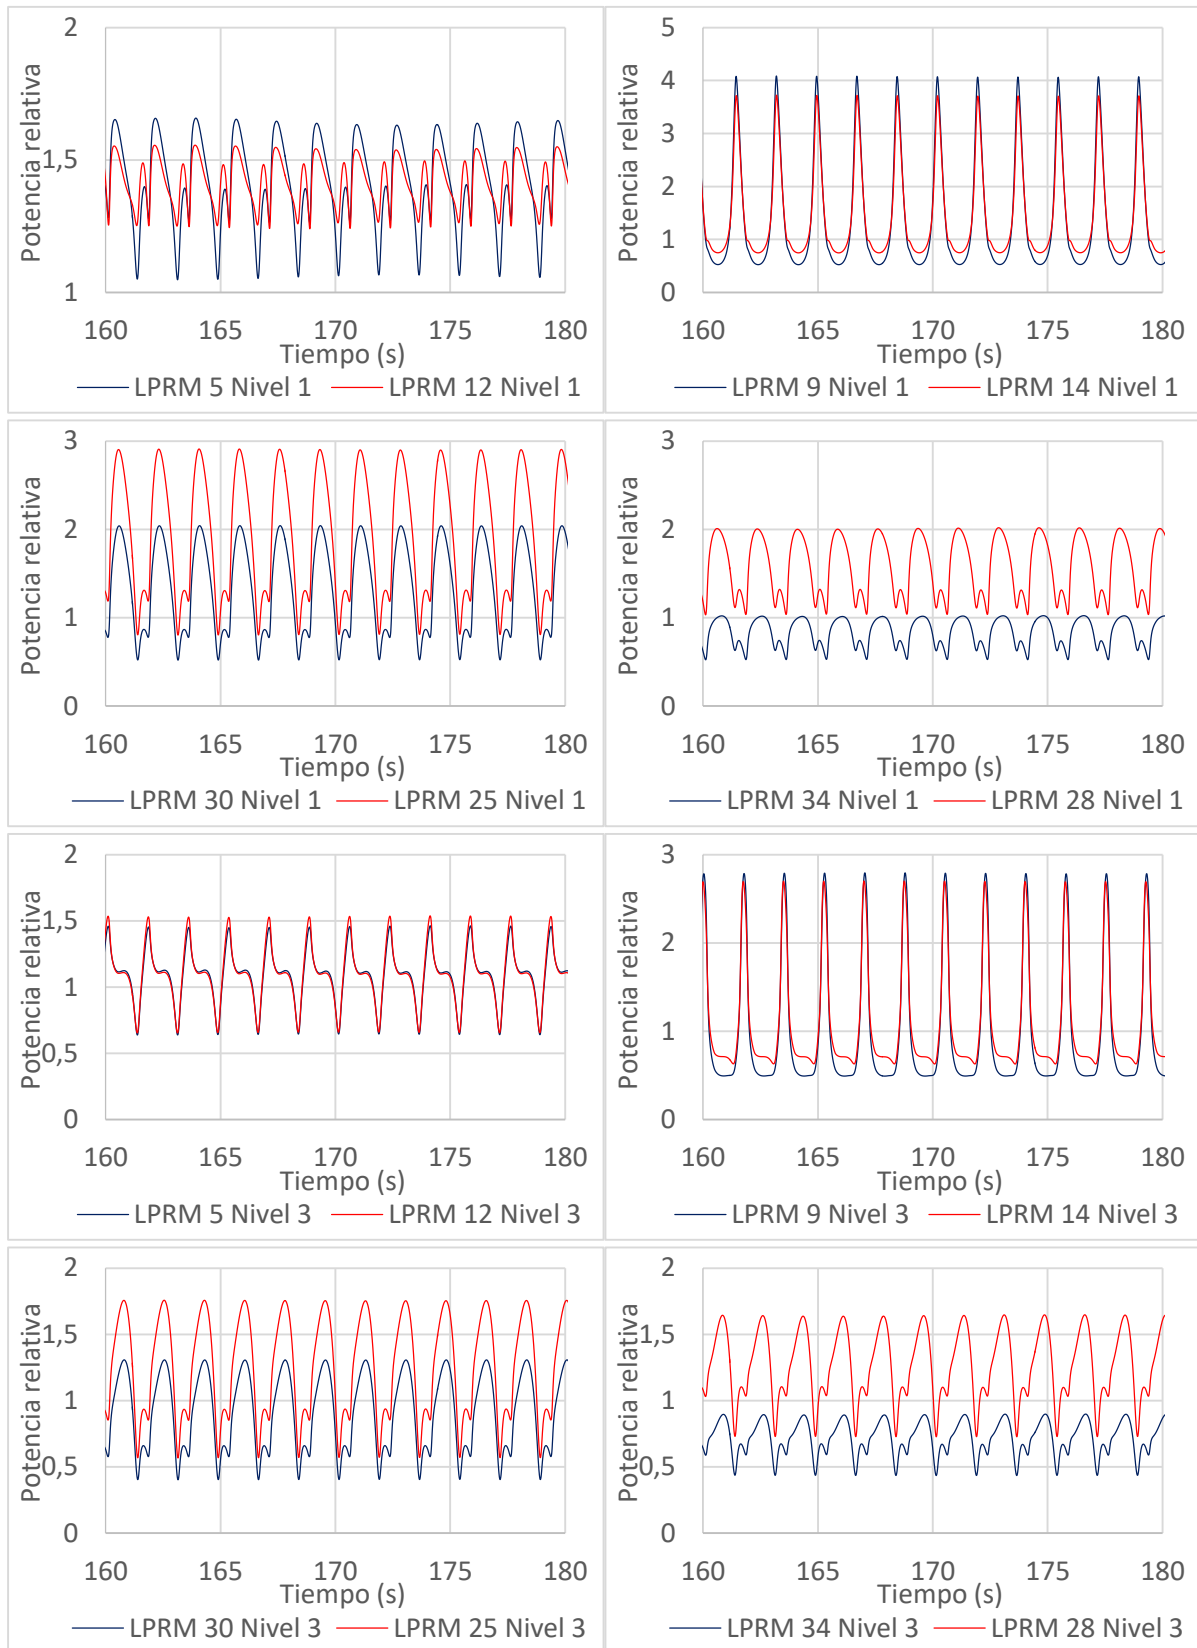 2
1,5
1
Potencia relativa
160 165 170 175 180
Tiempo (s)
LPRM 5 Nivel 1 LPRM 12 Nivel 1
5
4
3
2
1
0
Potencia relativa
160 165 170 175 180
Tiempo (s)
LPRM 9 Nivel 1 LPRM 14 Nivel 1
3
2
1
0
Potencia relativa
160 165 170 175 180
Tiempo (s)
LPRM 30 Nivel 1 LPRM 25 Nivel 1
3
2
1
0
Potencia relativa
160 165 170 175 180
Tiempo (s)
LPRM 34 Nivel 1 LPRM 28 Nivel 1
2
1,5
1
0,5
0
Potencia relativa
160 165 170 175 180
Tiempo (s)
LPRM 5 Nivel 3 LPRM 12 Nivel 3
3
2
1
0
Potencia relativa
160 165 170 175 180
Tiempo (s)
LPRM 9 Nivel 3 LPRM 14 Nivel 3
2
1,5
1
0,5
0
Potencia relativa
160 165 170 175 180
Tiempo (s)
LPRM 30 Nivel 3 LPRM 25 Nivel 3
2
1,5
1
0,5
0
Potencia relativa
160 165 170 175 180
Tiempo (s)
LPRM 34 Nivel 3 LPRM 28 Nivel 3